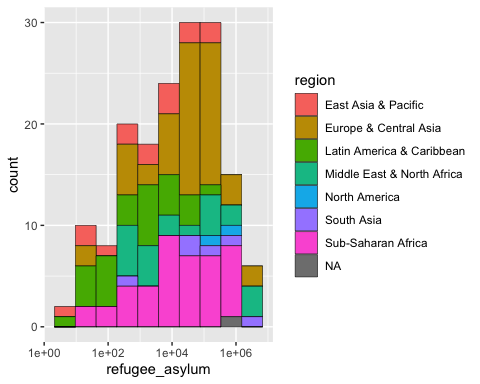 30
20
10
0
count
1e+00 1e+02 1e+04 1e+06
refugee_asylum
region
East Asia & Pacific
Europe & Central Asia
Latin America & Caribbean
Middle East & North Africa
North America
South Asia
Sub-Saharan Africa
NA